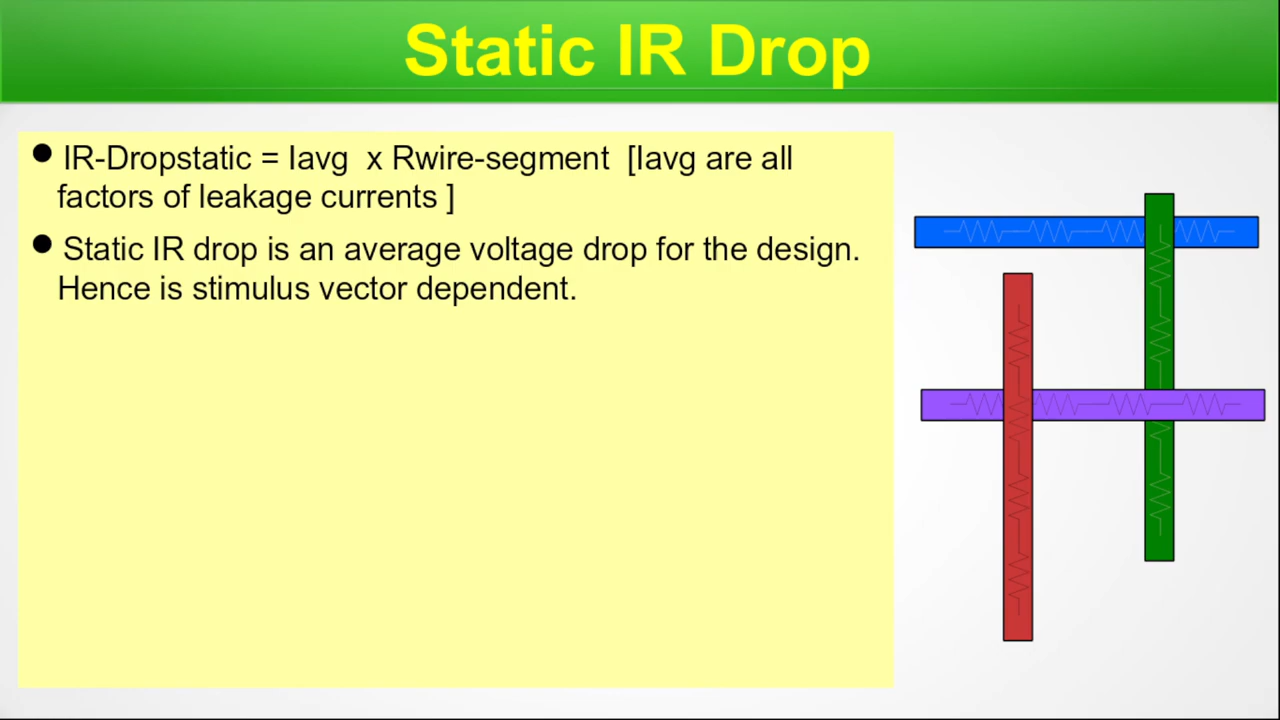 Static IR Drop
● IR-Dropstatic = Iavg x Rwire-segment [Iavg are all
factors of leakage currents ]
● Static IR drop is an average voltage drop for the design.
Hence is stimulus vector dependent.